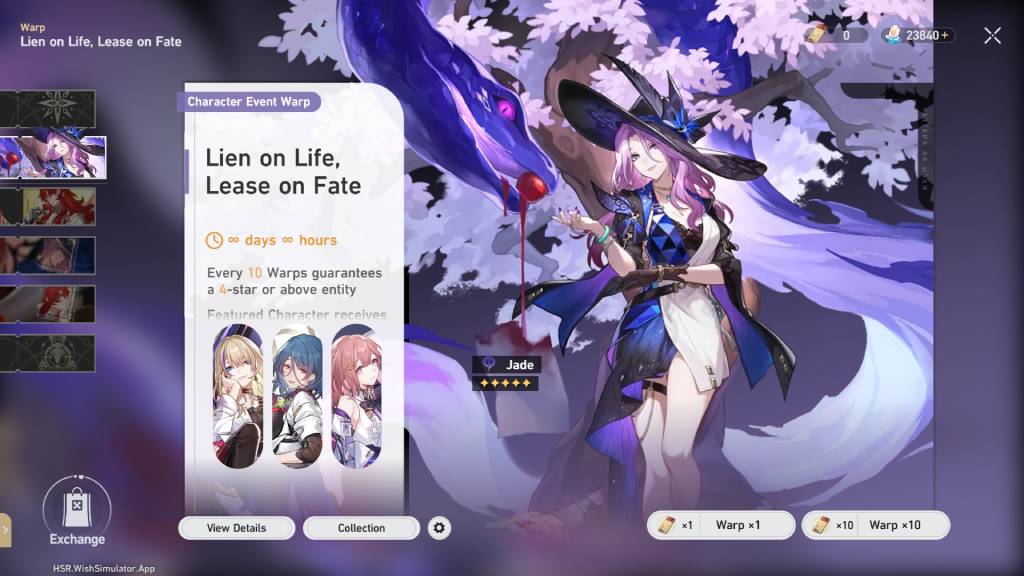 Warp
Lien on Life, Lease on Fate
0
23840+
Character Event Warp
Lien on Life,
Lease on Fate
∞ days ∞ hours
Every 10 Warps guarantees
a 4-star or above entity
Featured Character receives
Jade
Exchange
View Details
Collection
×1
Warp ×1
×10
Warp ×10
HSR.WishSimulator.App